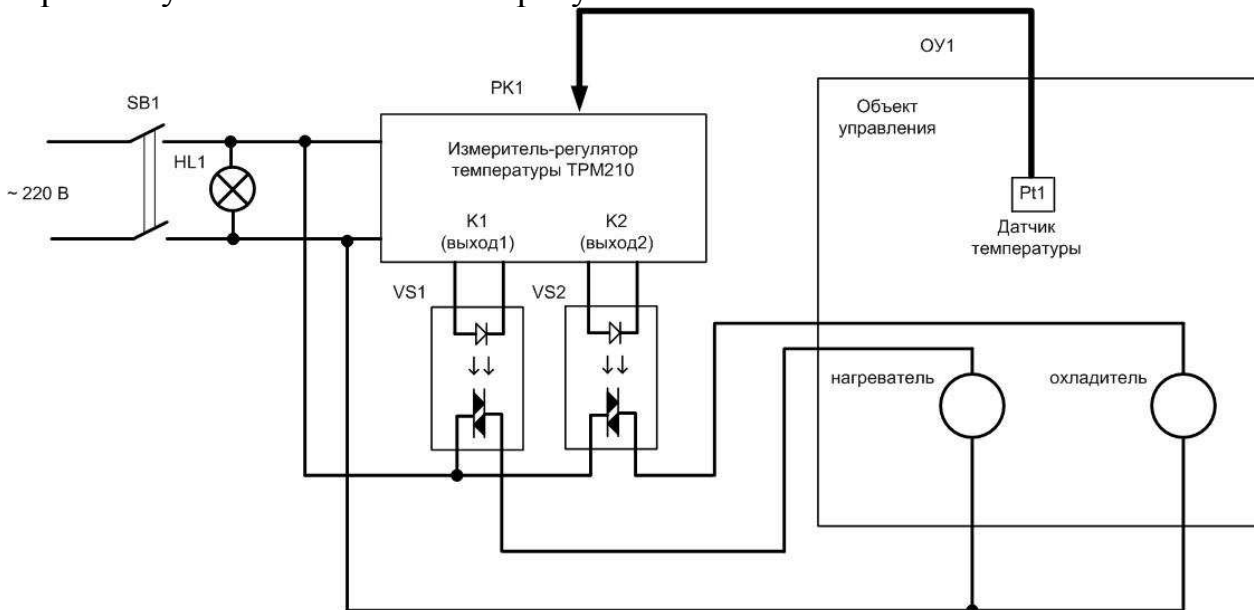 ОУ1
РК1
SB1
Объект
управления
Измеритель-регулятор
температуры ТРМ210
HL1
~ 220 В
Pt1
Датчик
температуры
К1
(выход1)
К2
(выход2)
VS1
VS2
нагреватель
охладитель